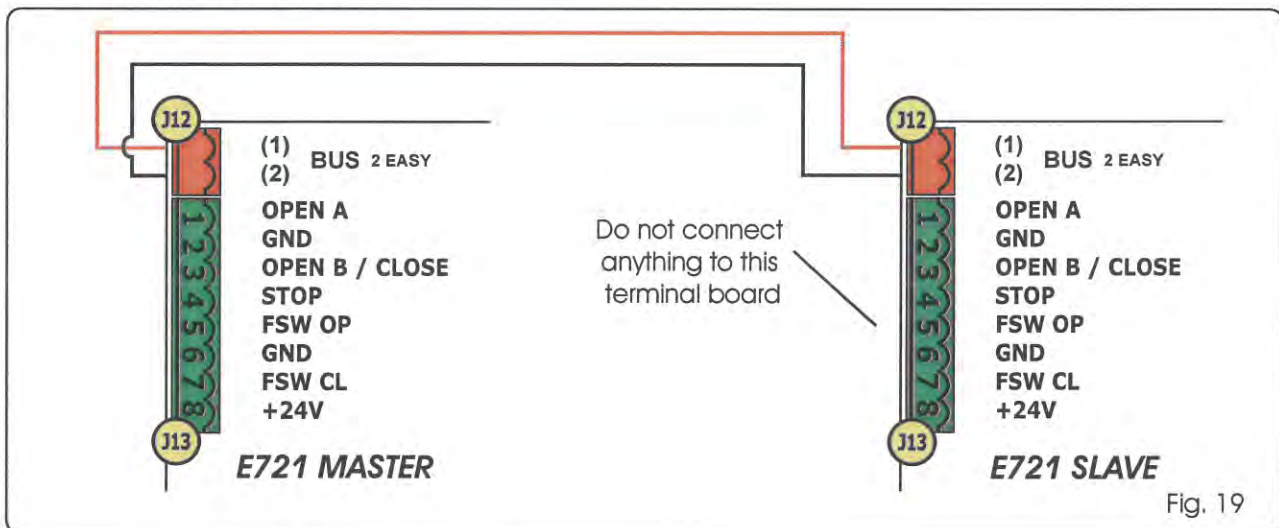 J12
(1) BUS 2 EASY
(2)
1 OPEN A
2 GND
3 OPEN B / CLOSE
4 STOP
5 FSW OP
6 GND
7 FSW CL
8 +24V
J13
E721 MASTER
Do not connect
anything to this
terminal board
J12
(1) BUS 2 EASY
(2)
1 OPEN A
2 GND
3 OPEN B / CLOSE
4 STOP
5 FSW OP
6 GND
7 FSW CL
8 +24V
J13
E721 SLAVE
Fig. 19